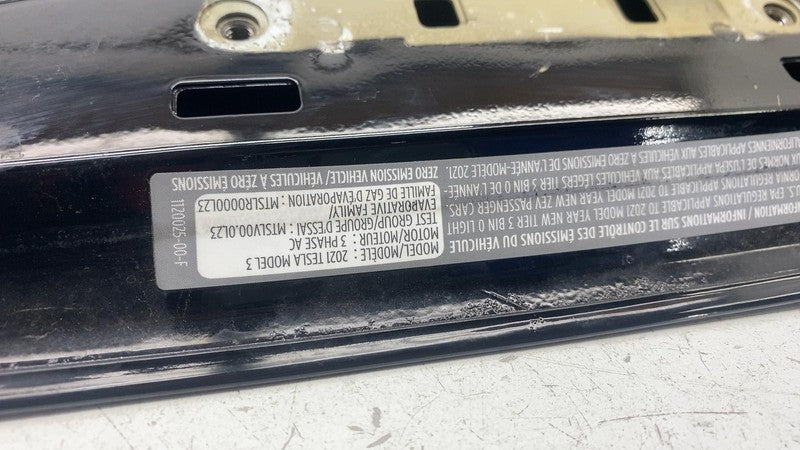 FORMATION / INFORMATIONS SUR LE CONTRÔLE DES ÉMISSIONS DU VÉHICULE
S. EPA REGULATIONS APPLICABLE TO 2021 MODEL YEAR NEW TIER 3 BIN 0 LIGHT
REGULATIONS APPLICABLE TO 2021 MODEL YEAR NEW ZEV PASSENGER CARS
NORMES DE L'USEPA APPLICABLES AUX VÉHICULES LÉGERS TIER 3 BIN 0 DE L'ANNÉE-
CALIFORNIENNES APPLICABLES AUX VÉHICULES À ZÉRO ÉMISSIONS DE L'ANNÉE-MODÈLE 2021.
MODEL/MODÈLE : 2021 TESLA MODEL 3
MOTOR/MOTEUR : 3 PHASE AC
TEST GROUP/GROUPE D'ESSAI : MTSLV00.0L23
EVAPORATIVE FAMILY/
FAMILLE DE GAZ D'ÉVAPORATION : MTSLR0000L23
ZERO EMISSION VEHICLE/ VÉHICULES À ZÉRO ÉMISSIONS
1120025-00-F